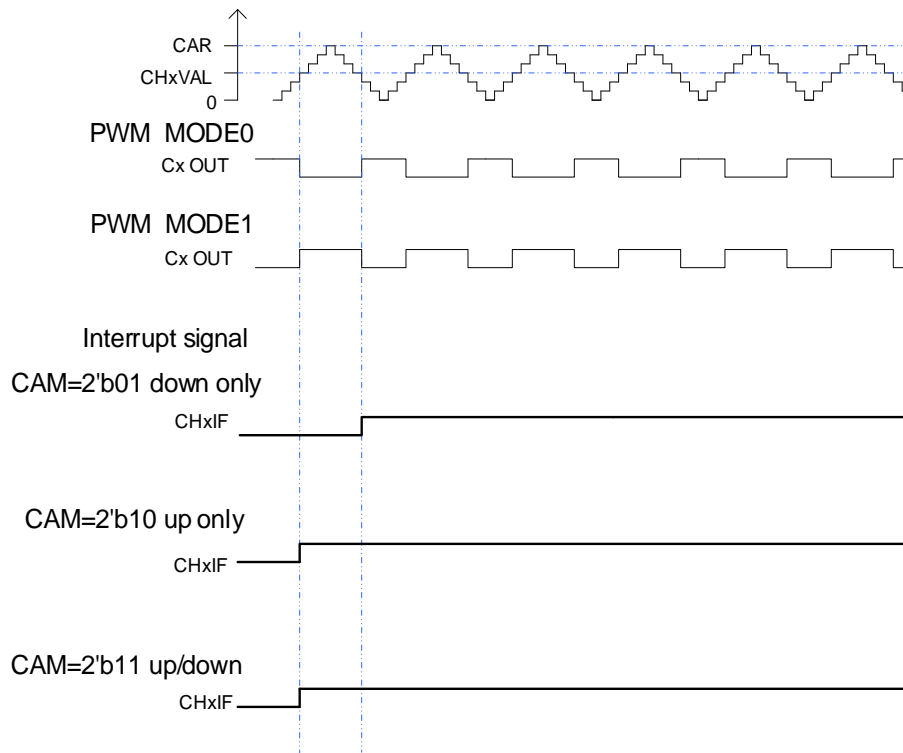 CAR
CHxVAL
0
PWM MODE0
Cx OUT
PWM MODE1
Cx OUT
Interrupt signal
CAM=2'b01 down only
CHxIF
CAM=2'b10 up only
CHxIF
CAM=2'b11 up/down
CHxIF